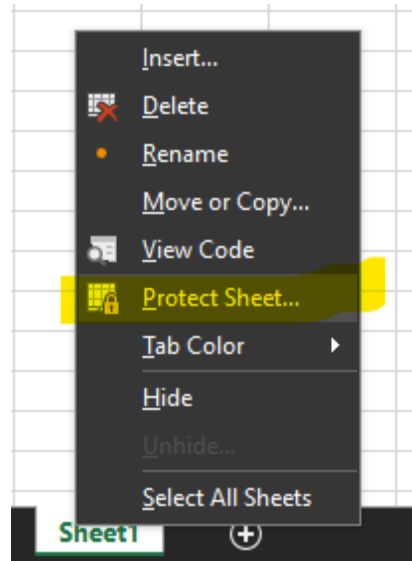 Insert...
Delete
Rename
Move or Copy...
View Code
Protect Sheet...
Tab Color
Hide
Unhide...
Select All Sheets
Sheet1